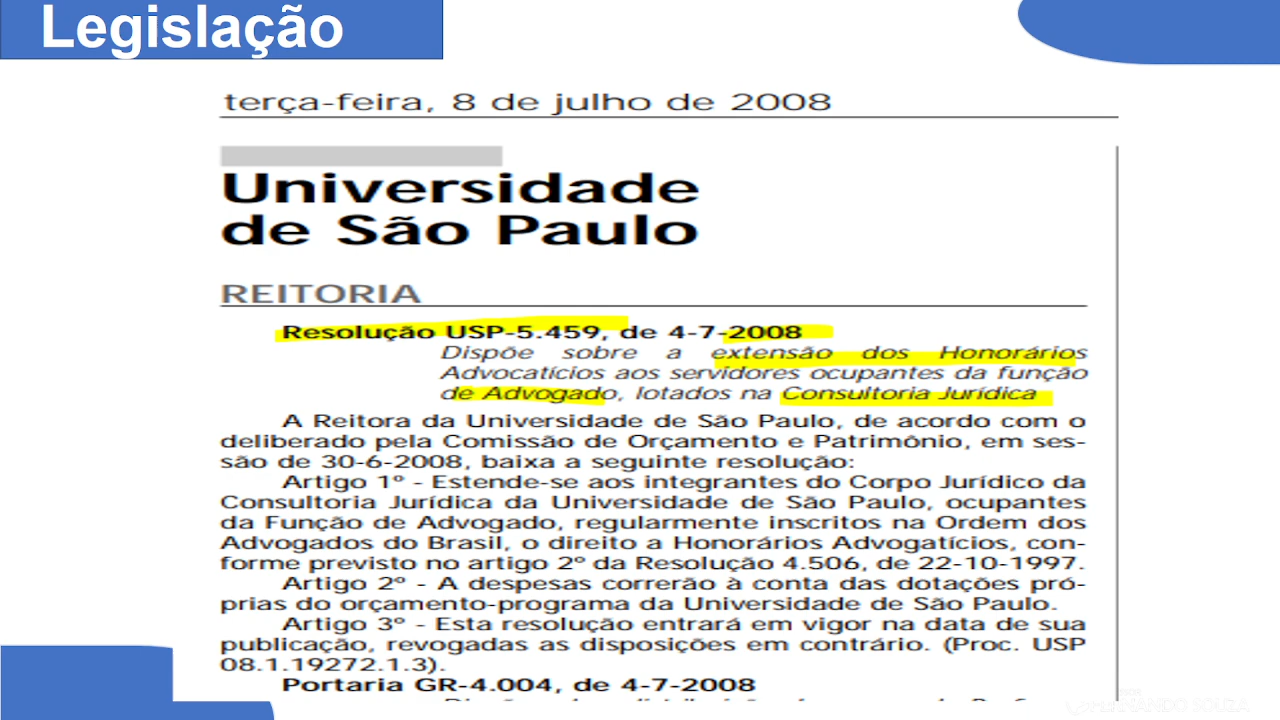 Legislação
terça-feira, 8 de julho de 2008
Universidade
de São Paulo
REITORIA
Resolução USP-5.459, de 4-7-2008
Dispõe sobre a extensão dos Honorários
Advocatícios aos servidores ocupantes da função
de Advogado, lotados na Consultoria Jurídica
A Reitora da Universidade de São Paulo, de acordo com o
deliberado pela Comissão de Orçamento e Patrimônio, em ses-
são de 30-6-2008, baixa a seguinte resolução:
Artigo 1º - Estende-se aos integrantes do Corpo Jurídico da
Consultoria Jurídica da Universidade de São Paulo, ocupantes
da Função de Advogado, regularmente inscritos na Ordem dos
Advogados do Brasil, o direito a Honorários Advogatícios, con-
forme previsto no artigo 2º da Resolução 4.506, de 22-10-1997.
Artigo 2º - A despesas correrão à conta das dotações pró-
prias do orçamento-programa da Universidade de São Paulo.
Artigo 3º - Esta resolução entrará em vigor na data de sua
publicação, revogadas as disposições em contrário. (Proc. USP
08.1.19272.1.3).
Portaria GR-4.004, de 4-7-2008